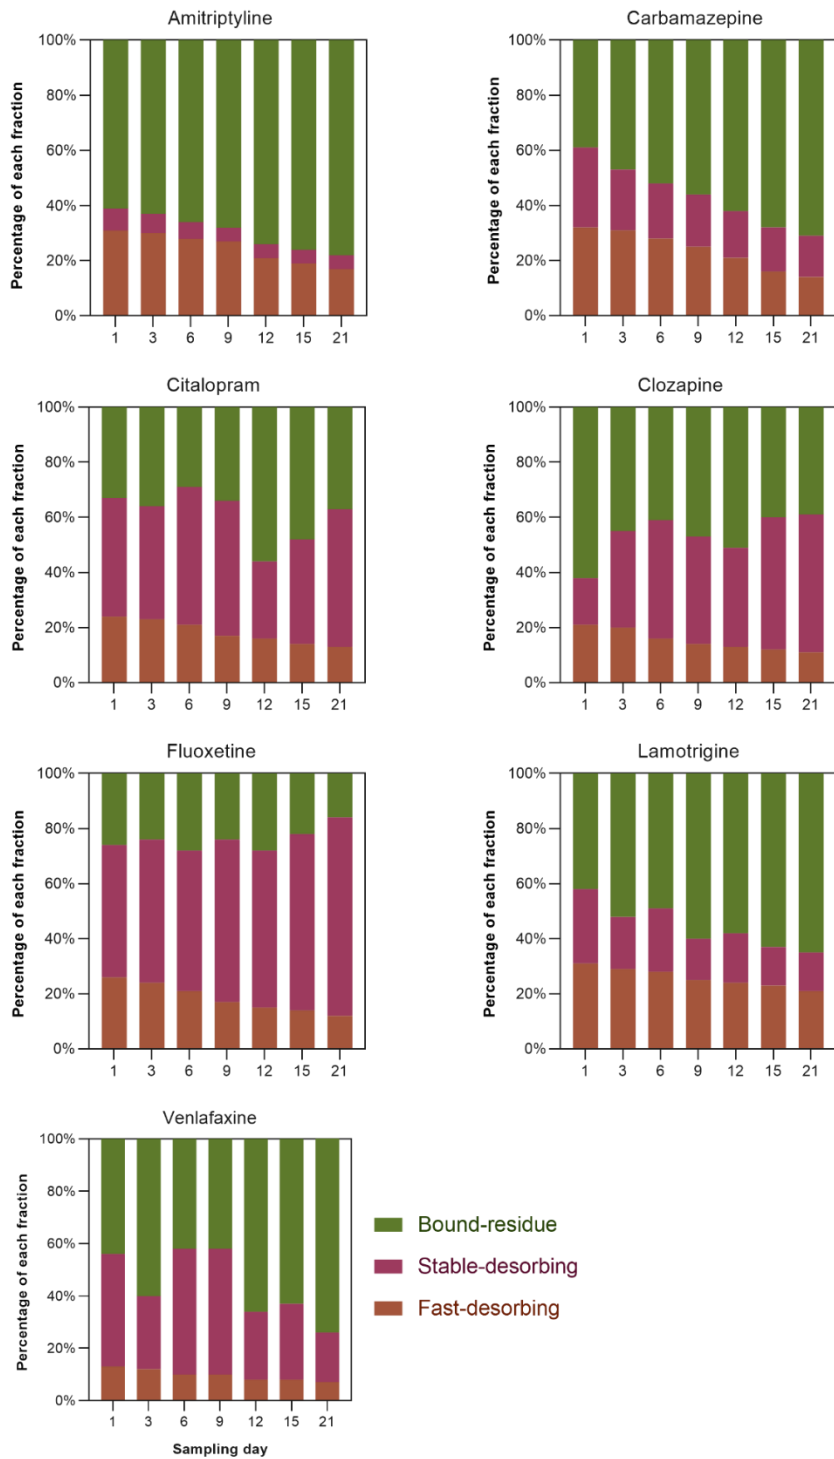 Amitriptyline
Percentage of each fraction
100%
80%
60%
40%
20%
0%
1 3 6 9 12 15 21
Carbamazepine
Percentage of each fraction
100%
80%
60%
40%
20%
0%
1 3 6 9 12 15 21
Citalopram
Percentage of each fraction
100%
80%
60%
40%
20%
0%
1 3 6 9 12 15 21
Clozapine
Percentage of each fraction
100%
80%
60%
40%
20%
0%
1 3 6 9 12 15 21
Fluoxetine
Percentage of each fraction
100%
80%
60%
40%
20%
0%
1 3 6 9 12 15 21
Lamotrigine
Percentage of each fraction
100%
80%
60%
40%
20%
0%
1 3 6 9 12 15 21
Venlafaxine
Percentage of each fraction
100%
80%
60%
40%
20%
0%
1 3 6 9 12 15 21
Sampling day
Bound-residue
Stable-desorbing
Fast-desorbing